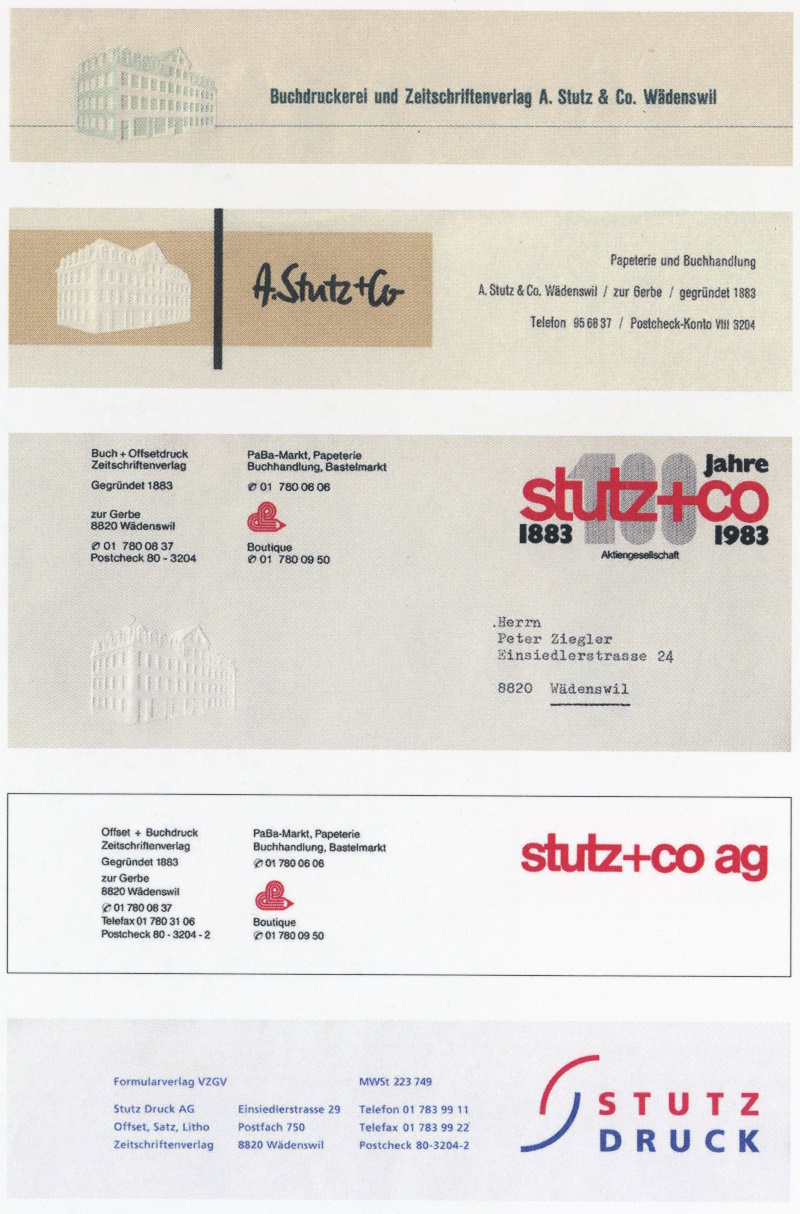 Buchdruckerei und Zeitschriftenverlag A. Stutz & Co. Wädenswil
A. Stutz + Co
Papeterie und Buchhandlung
A. Stutz & Co. Wädenswil / zur Gerbe / gegründet 1883
Telefon 95 68 37 / Postcheck-Konto VIII 3204
Buch + Offsetdruck
Zeitschriftenverlag
Gegründet 1883
zur Gerbe
8820 Wädenswil
✆ 01 780 08 37
Postcheck 80 - 3204
PaBa-Markt, Papeterie
Buchhandlung, Bastelmarkt
✆ 01 780 06 06
Boutique
✆ 01 780 09 50
100 Jahre
stutz+co
1883 1983
Aktiengesellschaft
.Herrn
Peter Ziegler
Einsiedlerstrasse 24
8820 Wädenswil
Offset + Buchdruck
Zeitschriftenverlag
Gegründet 1883
zur Gerbe
8820 Wädenswil
✆ 01 780 08 37
Telefax 01 780 31 06
Postcheck 80 - 3204 - 2
PaBa-Markt, Papeterie
Buchhandlung, Bastelmarkt
✆ 01 780 06 06
Boutique
✆ 01 780 09 50
stutz+co ag
Formularverlag VZGV
MWSt 223 749
Stutz Druck AG
Offset, Satz, Litho
Zeitschriftenverlag
Einsiedlerstrasse 29
Postfach 750
8820 Wädenswil
Telefon 01 783 99 11
Telefax 01 783 99 22
Postcheck 80-3204-2
STUTZ
DRUCK